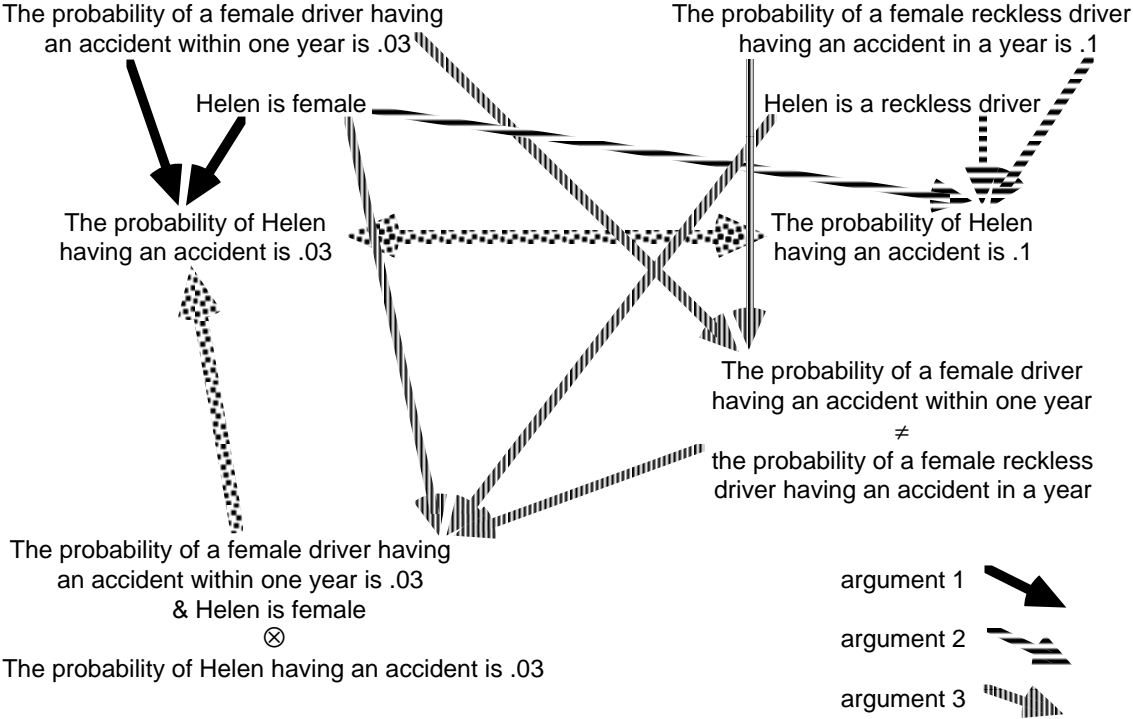 The probability of a female driver having
an accident within one year is .03
The probability of a female reckless driver
having an accident in a year is .1
Helen is female
Helen is a reckless driver
The probability of Helen
having an accident is .03
The probability of Helen
having an accident is .1
The probability of a female driver
having an accident within one year
≠
the probability of a female reckless
driver having an accident in a year
The probability of a female driver having
an accident within one year is .03
& Helen is female
⊗
The probability of Helen having an accident is .03
argument 1
argument 2
argument 3